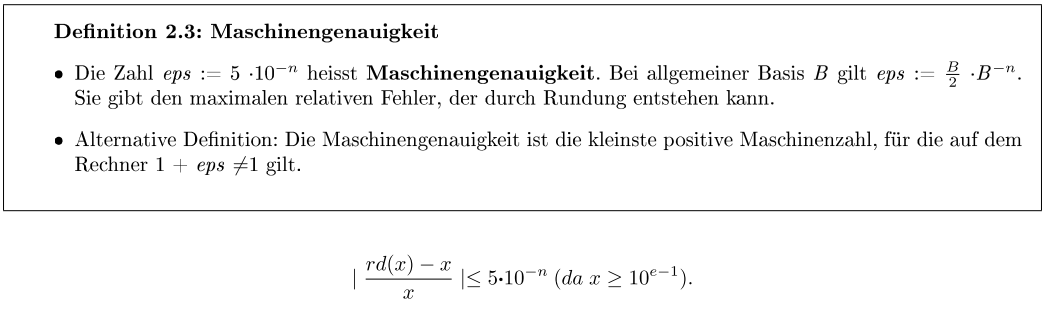 Definition 2.3: Maschinengenauigkeit
• Die Zahl eps := 5 ·10⁻ⁿ heisst Maschinengenauigkeit. Bei allgemeiner Basis B gilt eps := B/2 ·B⁻ⁿ.
Sie gibt den maximalen relativen Fehler, der durch Rundung entstehen kann.
• Alternative Definition: Die Maschinengenauigkeit ist die kleinste positive Maschinenzahl, für die auf dem
Rechner 1 + eps ≠1 gilt.
| (rd(x) − x)/x |≤ 5·10⁻ⁿ (da x ≥ 10ᵉ⁻¹).